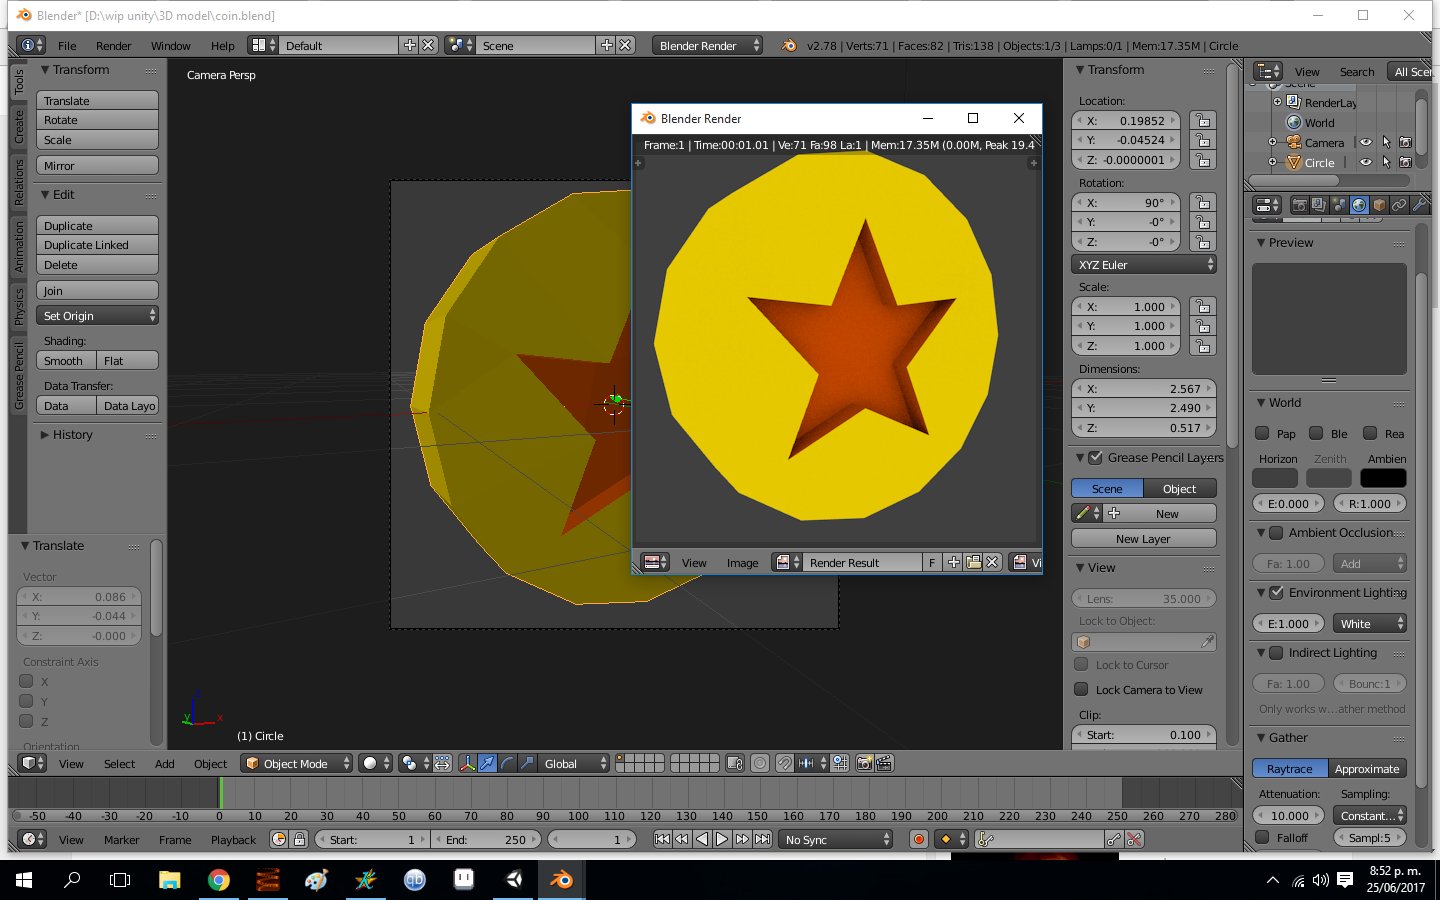 Blender* [D:\wip unity\3D model\coin.blend]
File Render Window Help Default Scene Blender Render v2.78 | Verts:71 | Faces:82 | Tris:138 | Objects:1/3 | Lamps:0/1 | Mem:17.35M | Circle
Tools
Create
Relations
Animation
Physics
Grease Pencil
Transform
Translate
Rotate
Scale
Mirror
Edit
Duplicate
Duplicate Linked
Delete
Join
Set Origin
Shading:
Smooth Flat
Data Transfer:
Data Data Layo
History
Translate
Vector
X: 0.086
Y: -0.044
Z: -0.000
Constraint Axis
X
Y
Z
Orientation
Camera Persp
(1) Circle
Blender Render
Frame:1 | Time:00:01.01 | Ve:71 Fa:98 La:1 | Mem:17.35M (0.00M, Peak 19.4
View Image Render Result F Vi
Transform
Location:
X: 0.19852
Y: -0.04524
Z: -0.0000001
Rotation:
X: 90°
Y: -0°
Z: -0°
XYZ Euler
Scale:
X: 1.000
Y: 1.000
Z: 1.000
Dimensions:
X: 2.567
Y: 2.490
Z: 0.517
Grease Pencil Layers
Scene Object
New
New Layer
View
Lens: 35.000
Lock to Object:
Lock to Cursor
Lock Camera to View
Clip:
Start: 0.100
View Search All Scen
Scene
RenderLay
World
Camera
Circle
Preview
World
Pap Ble Rea
Horizon Zenith Ambien
E:0.000 R:1.000
Ambient Occlusion
Fa: 1.00 Add
Environment Lighting
E:1.000 White
Indirect Lighting
Fa: 1.00 Bounc:1
Only works w...ather method
Gather
Raytrace Approximate
Attenuation: Sampling:
10.000 Constant...
Falloff Sampl:5
View Select Add Object Object Mode Global
-50 -40 -30 -20 -10 0 10 20 30 40 50 60 70 80 90 100 110 120 130 140 150 160 170 180 190 200 210 220 230 240 250 260 270 280
View Marker Frame Playback Start: 1 End: 250 1 No Sync
8:52 p. m.
25/06/2017